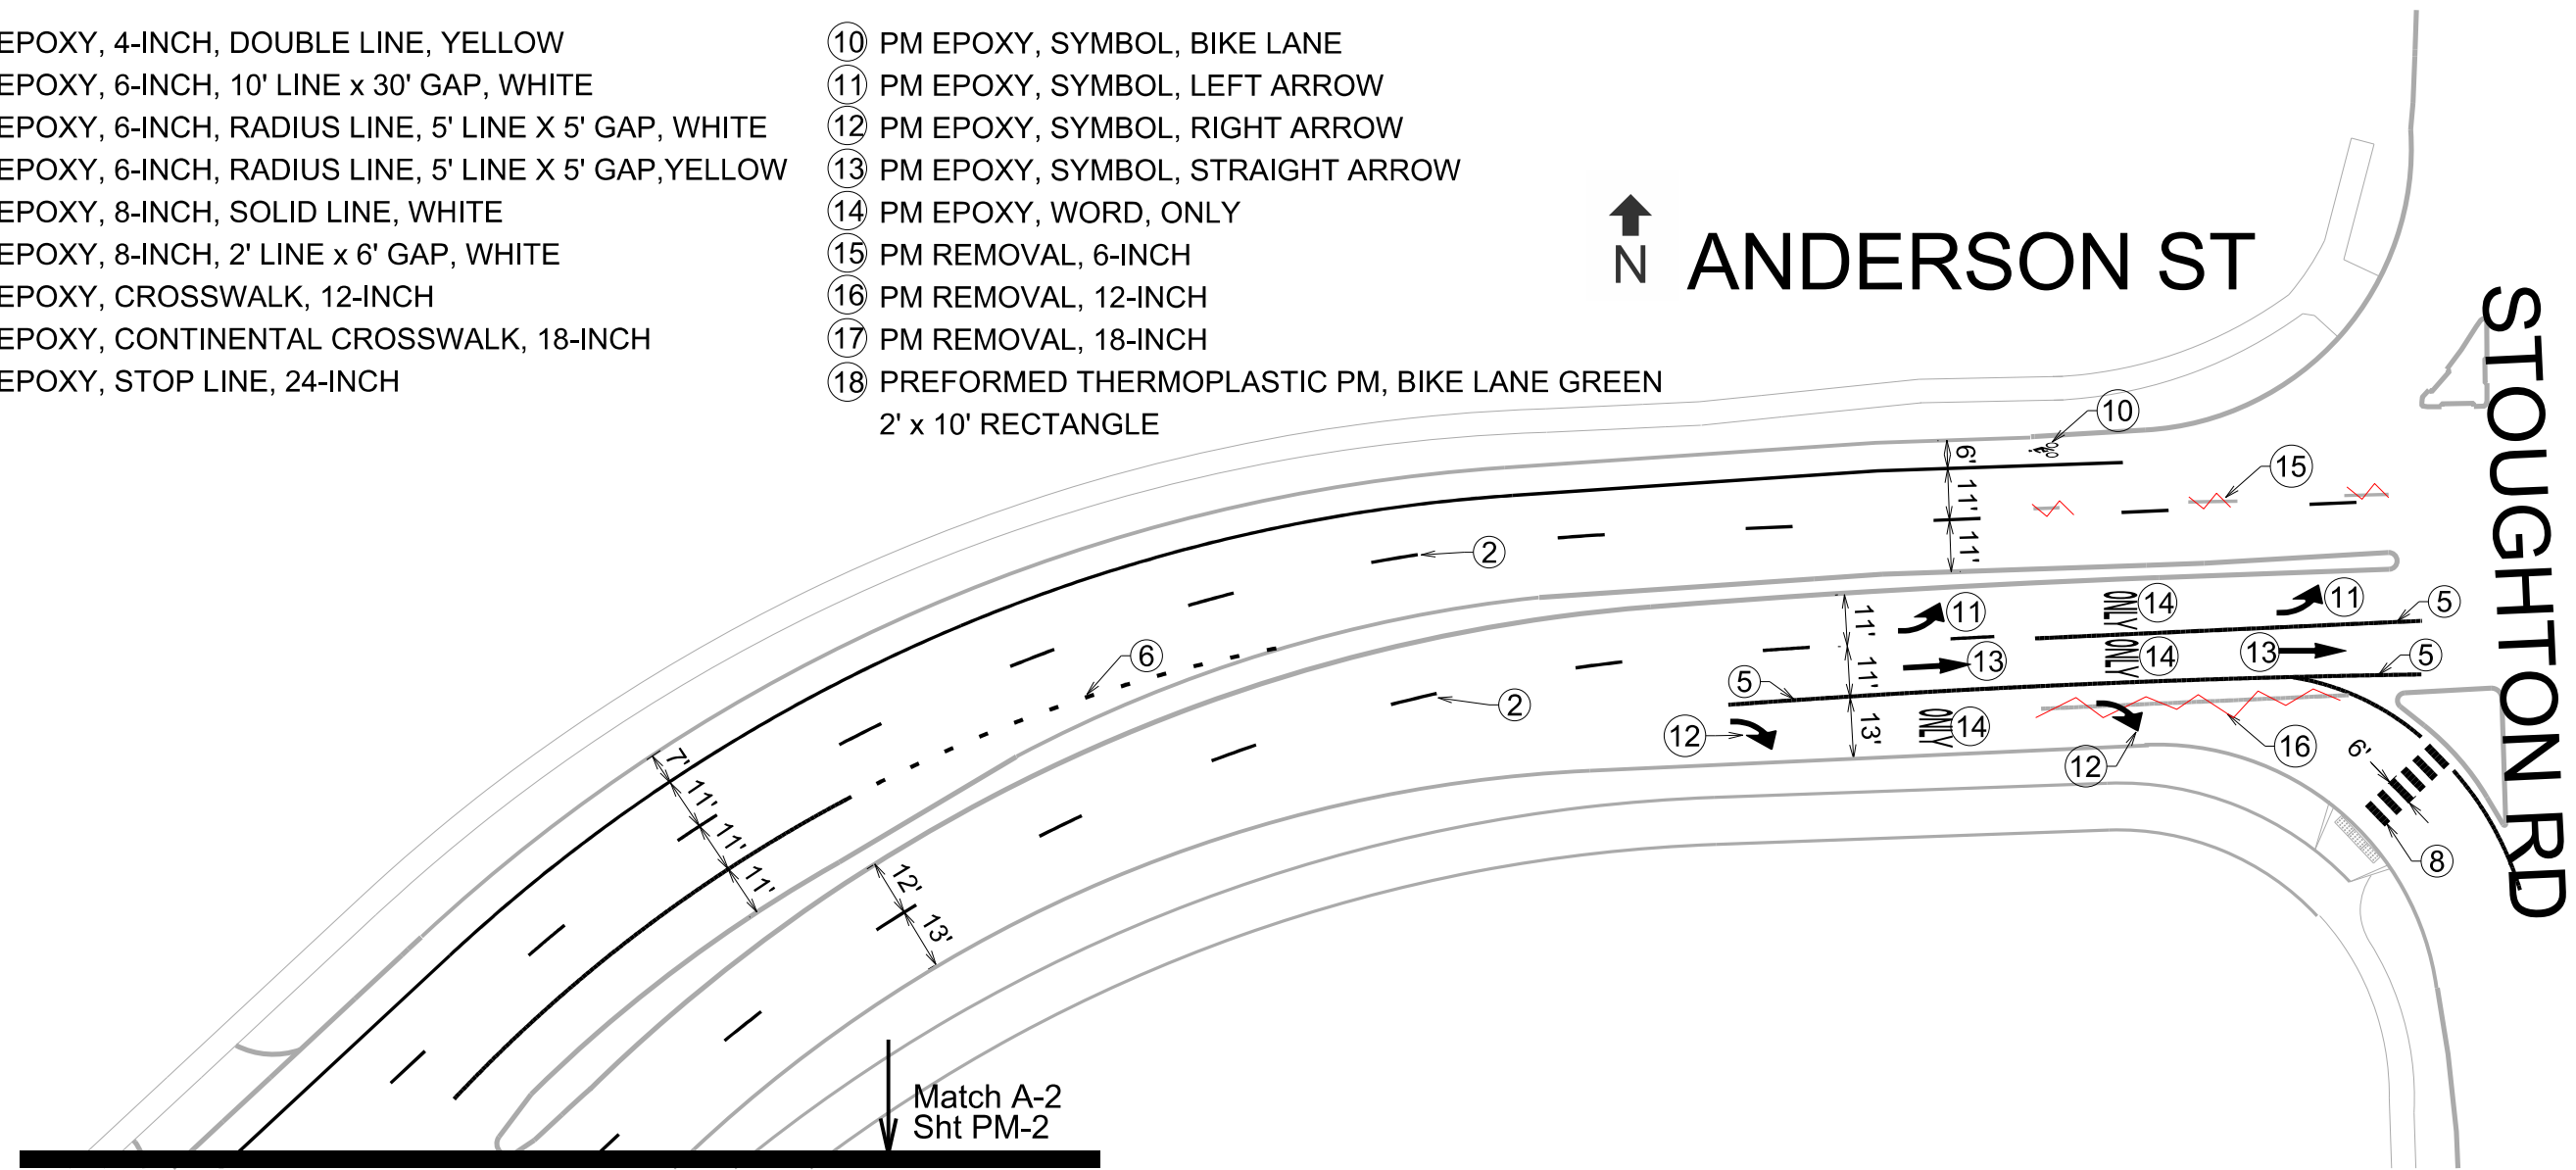 EPOXY, 4-INCH, DOUBLE LINE, YELLOW
EPOXY, 6-INCH, 10' LINE x 30' GAP, WHITE
EPOXY, 6-INCH, RADIUS LINE, 5' LINE X 5' GAP, WHITE
EPOXY, 6-INCH, RADIUS LINE, 5' LINE X 5' GAP,YELLOW
EPOXY, 8-INCH, SOLID LINE, WHITE
EPOXY, 8-INCH, 2' LINE x 6' GAP, WHITE
EPOXY, CROSSWALK, 12-INCH
EPOXY, CONTINENTAL CROSSWALK, 18-INCH
EPOXY, STOP LINE, 24-INCH
10 PM EPOXY, SYMBOL, BIKE LANE
11 PM EPOXY, SYMBOL, LEFT ARROW
12 PM EPOXY, SYMBOL, RIGHT ARROW
13 PM EPOXY, SYMBOL, STRAIGHT ARROW
14 PM EPOXY, WORD, ONLY
15 PM REMOVAL, 6-INCH
16 PM REMOVAL, 12-INCH
17 PM REMOVAL, 18-INCH
18 PREFORMED THERMOPLASTIC PM, BIKE LANE GREEN
2' x 10' RECTANGLE
N
ANDERSON ST
STOUGHTON RD
10
6'
15
11'
2
11'
11
ONLY
14
11
5
11'
6
13
ONLY
14
13
5
11'
5
2
12
13'
ONLY
14
12
16
6'
8
7'
11'
11'
11'
12'
13'
Match A-2
Sht PM-2